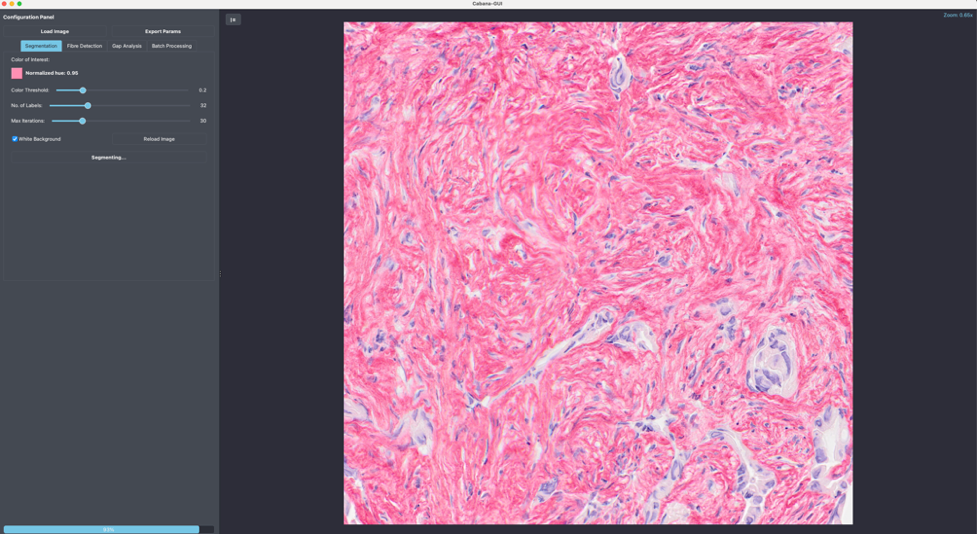 Cabana-GUI
Configuration Panel
Zoom: 0.60x
Load Image Export Params
Segmentation Fibre Detection Gap Analysis Batch Processing
Color of Interest:
Normalized hue: 0.95
Color Threshold: 0.2
No. of Labels: 32
Max Iterations: 30
White Background Reload Image
Segmenting...
93%